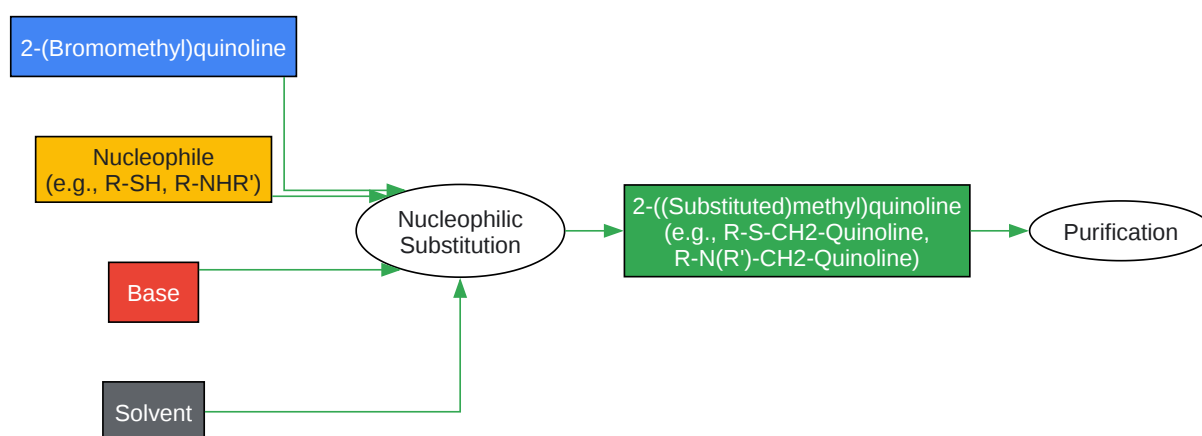 2-(Bromomethyl)quinoline
Nucleophile
(e.g., R-SH, R-NHR')
Base
Solvent
Nucleophilic
Substitution
2-((Substituted)methyl)quinoline
(e.g., R-S-CH2-Quinoline,
R-N(R')-CH2-Quinoline)
Purification